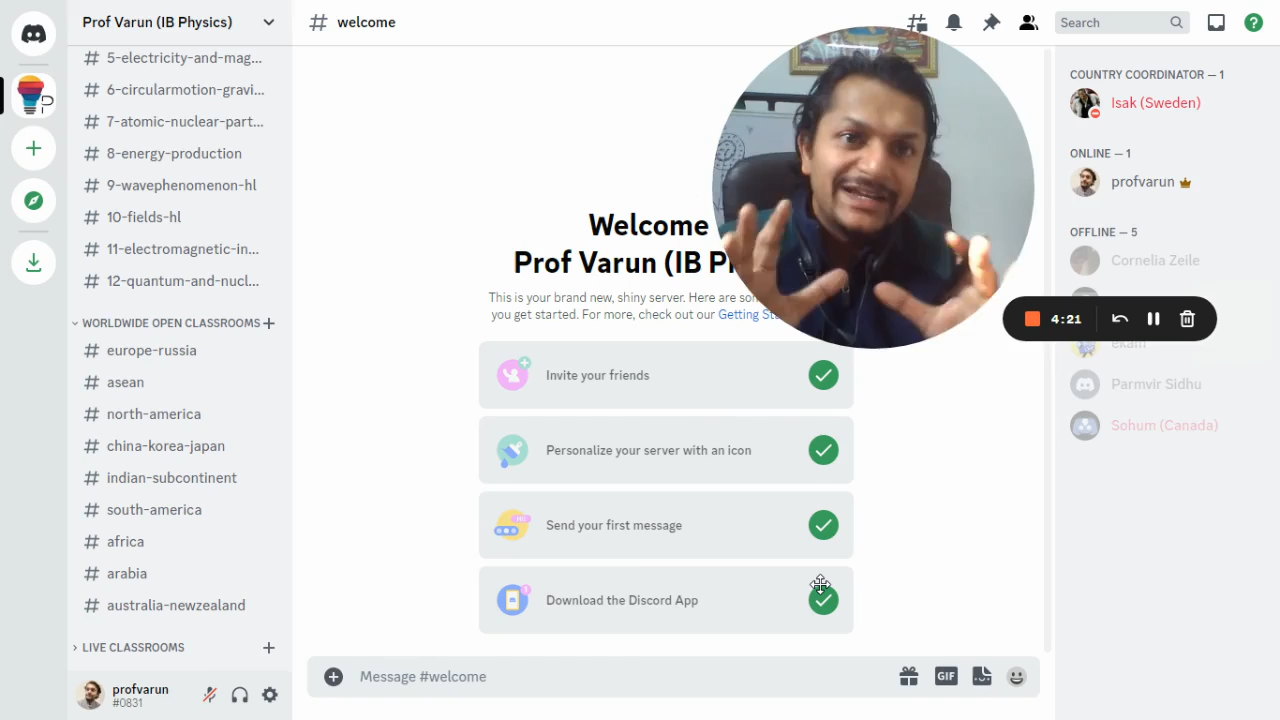 Prof Varun (IB Physics)
# 5-electricity-and-mag...
# 6-circularmotion-gravi...
# 7-atomic-nuclear-part...
# 8-energy-production
# 9-wavephenomenon-hl
# 10-fields-hl
# 11-electromagnetic-in...
# 12-quantum-and-nucl...
WORLDWIDE OPEN CLASSROOMS +
# europe-russia
# asean
# north-america
# china-korea-japan
# indian-subcontinent
# south-america
# africa
# arabia
# australia-newzealand
LIVE CLASSROOMS +
profvarun
#0831
# welcome
Search
Welcome
Prof Varun (IB P
This is your brand new, shiny server. Here are
you get started. For more, check out our Getting
Invite your friends
Personalize your server with an icon
Send your first message
Download the Discord App
Message #welcome
GIF
4:21
COUNTRY COORDINATOR — 1
Isak (Sweden)
ONLINE — 1
profvarun
OFFLINE — 5
Cornelia Zeile
ekam
Parmvir Sidhu
Sohum (Canada)